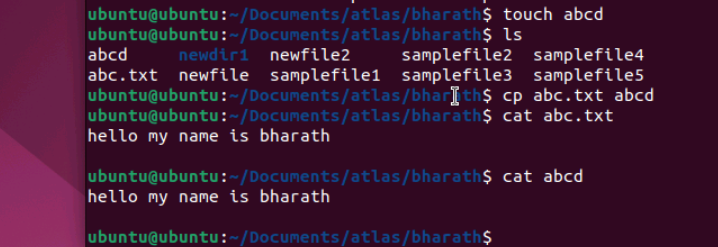 ubuntu@ubuntu:~/Documents/atlas/bharath$ touch abcd
ubuntu@ubuntu:~/Documents/atlas/bharath$ ls
abcd newdir1 newfile2 samplefile2 samplefile4
abc.txt newfile samplefile1 samplefile3 samplefile5
ubuntu@ubuntu:~/Documents/atlas/bharath$ cp abc.txt abcd
ubuntu@ubuntu:~/Documents/atlas/bharath$ cat abc.txt
hello my name is bharath
ubuntu@ubuntu:~/Documents/atlas/bharath$ cat abcd
hello my name is bharath
ubuntu@ubuntu:~/Documents/atlas/bharath$